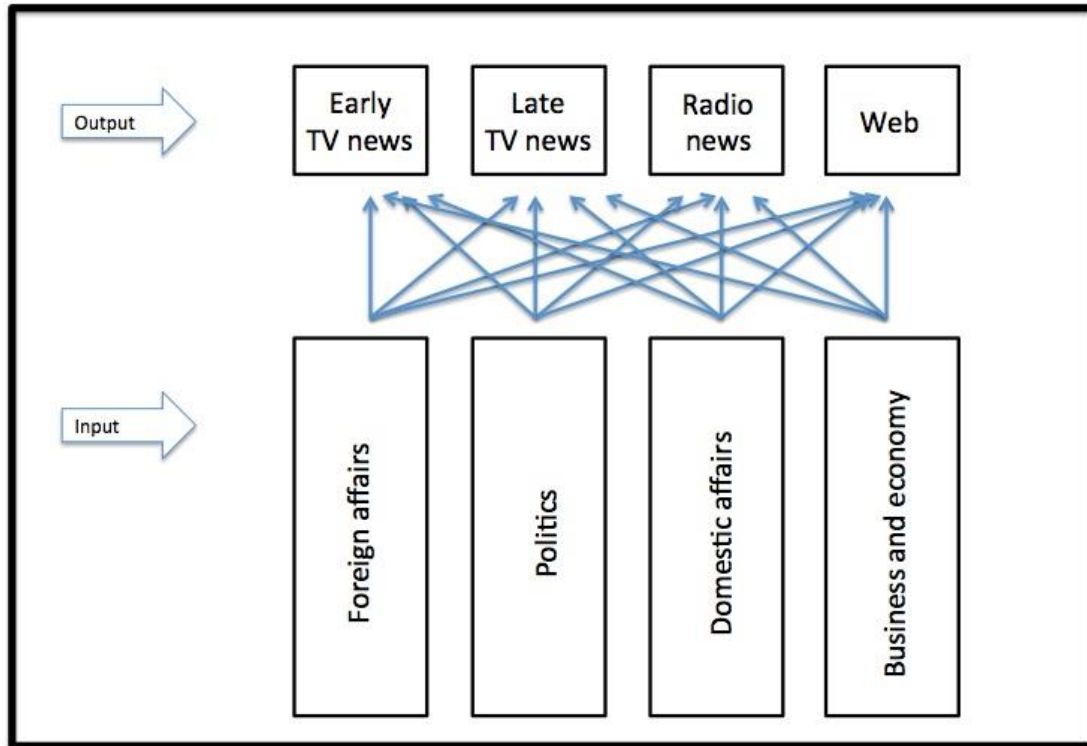 Output
Early
TV news
Late
TV news
Radio
news
Web
Input
Foreign affairs
Politics
Domestic affairs
Business and economy